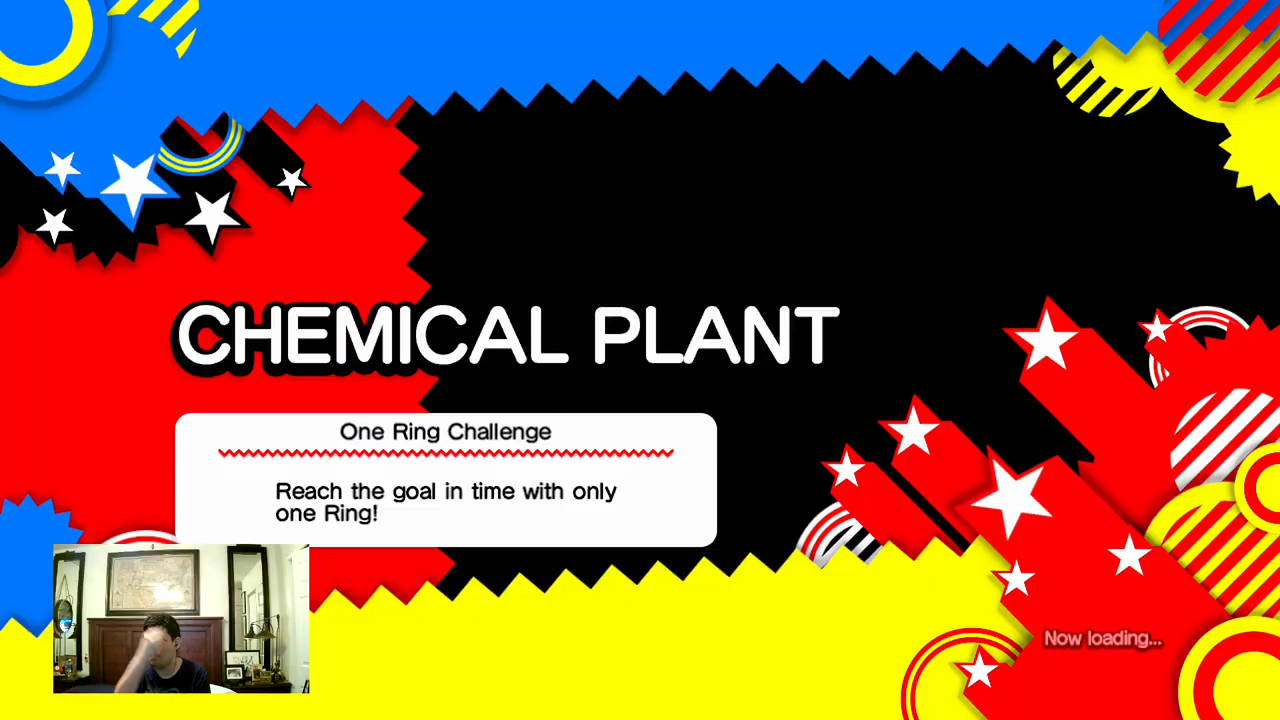 CHEMICAL PLANT
One Ring Challenge
Reach the goal in time with only
one Ring!
Now loading...